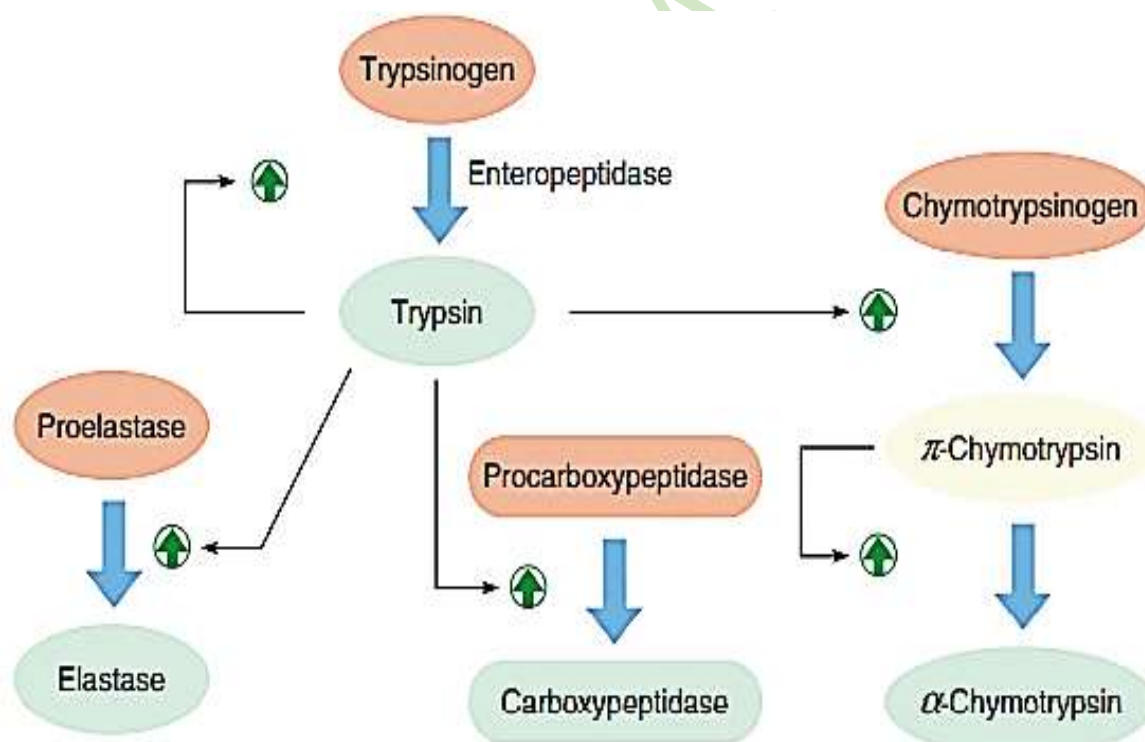 Trypsinogen
Enteropeptidase
Chymotrypsinogen
Trypsin
Proelastase
Procarboxypeptidase
π-Chymotrypsin
Elastase
Carboxypeptidase
α-Chymotrypsin